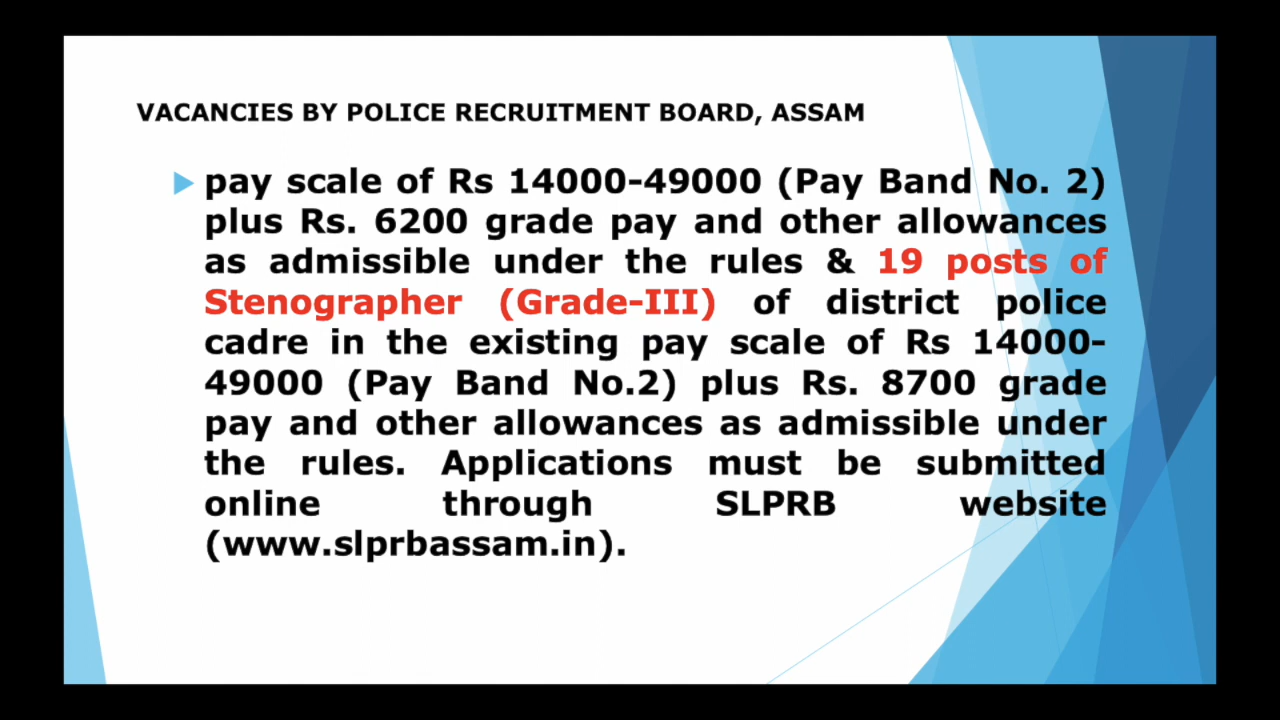 VACANCIES BY POLICE RECRUITMENT BOARD, ASSAM
pay scale of Rs 14000-49000 (Pay Band No. 2)
plus Rs. 6200 grade pay and other allowances
as admissible under the rules & 19 posts of
Stenographer (Grade-III) of district police
cadre in the existing pay scale of Rs 14000-
49000 (Pay Band No.2) plus Rs. 8700 grade
pay and other allowances as admissible under
the rules. Applications must be submitted
online through SLPRB website
(www.slprbassam.in).